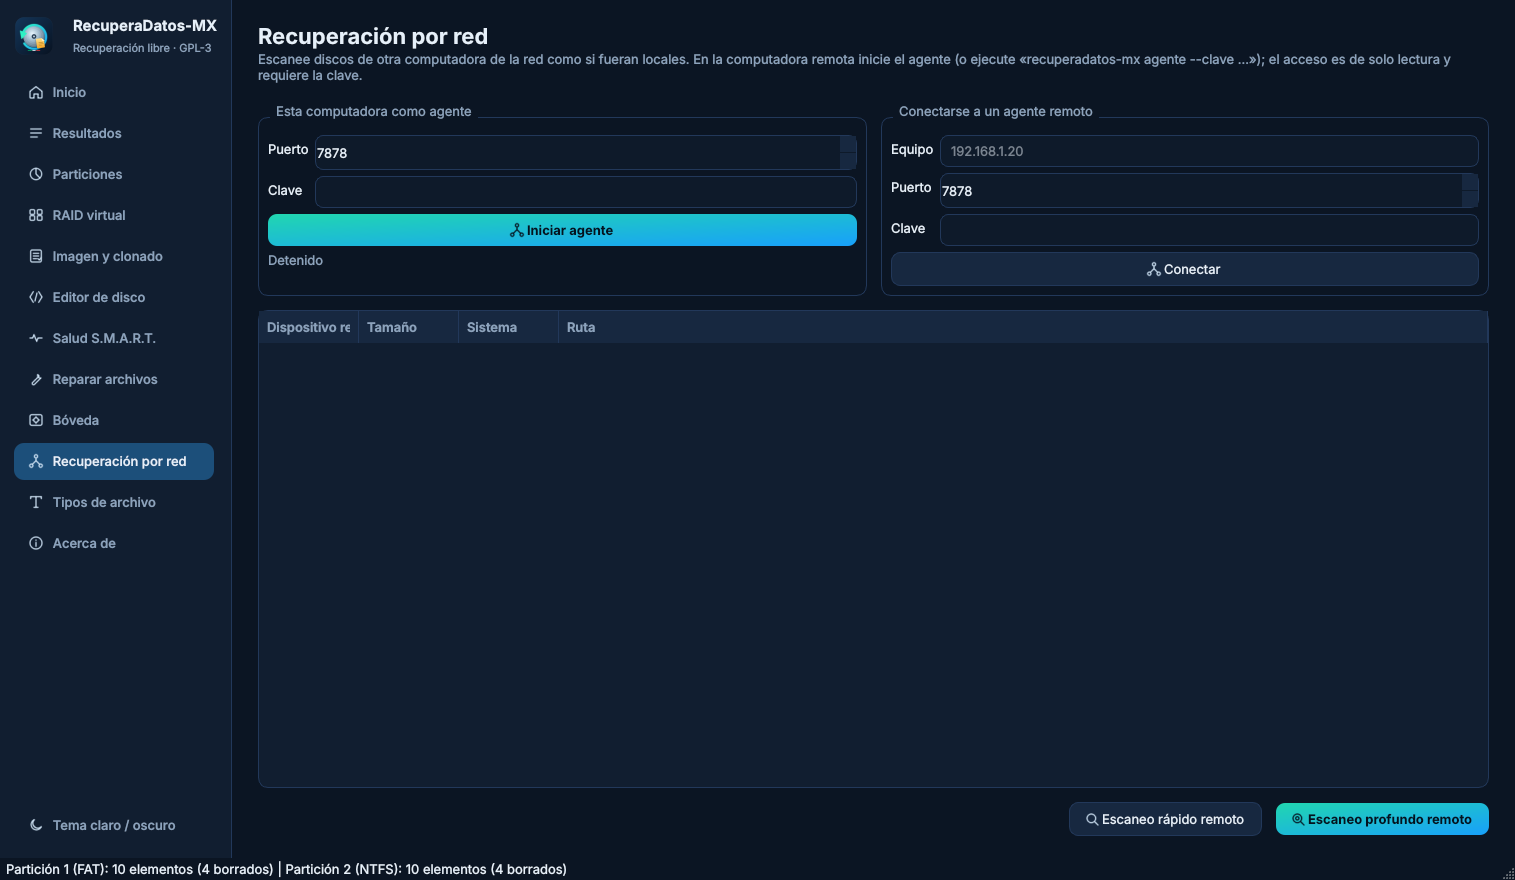 RecuperaDatos-MX
Recuperación libre · GPL-3
Inicio
Resultados
Particiones
RAID virtual
Imagen y clonado
Editor de disco
Salud S.M.A.R.T.
Reparar archivos
Bóveda
Recuperación por red
Tipos de archivo
Acerca de
Tema claro / oscuro
Recuperación por red
Escanee discos de otra computadora de la red como si fueran locales. En la computadora remota inicie el agente (o ejecute «recuperadatos-mx agente --clave ...»); el acceso es de solo lectura y
requiere la clave.
Esta computadora como agente
Puerto 7878
Clave
Iniciar agente
Detenido
Conectarse a un agente remoto
Equipo 192.168.1.20
Puerto 7878
Clave
Conectar
Dispositivo re Tamaño Sistema Ruta
Escaneo rápido remoto Escaneo profundo remoto
Partición 1 (FAT): 10 elementos (4 borrados) | Partición 2 (NTFS): 10 elementos (4 borrados)